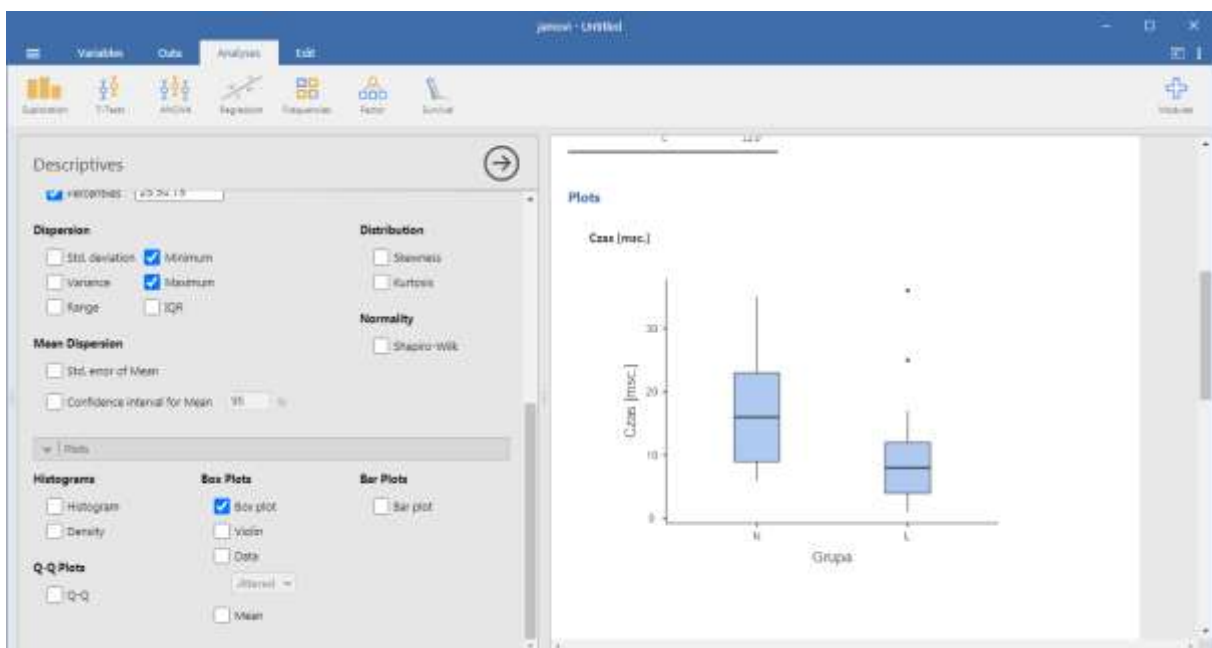 jamovi - Untitled
Variables Data Analyses Edit
Exploration T-Tests ANOVA Regression Frequencies Factor Survival Modules
Descriptives
Percentiles
Dispersion
Std. deviation Minimum
Variance Maximum
Range IQR
Mean Dispersion
Std. error of Mean
Confidence interval for Mean 95 %
Distribution
Skewness
Kurtosis
Normality
Shapiro-Wilk
Plots
Histograms
Histogram
Density
Q-Q Plots
Q-Q
Box Plots
Box plot
Violin
Data
Jittered
Mean
Bar Plots
Bar plot
Plots
Czas [msc.]
Czas [msc.]
30
20
10
0
N L
Grupa